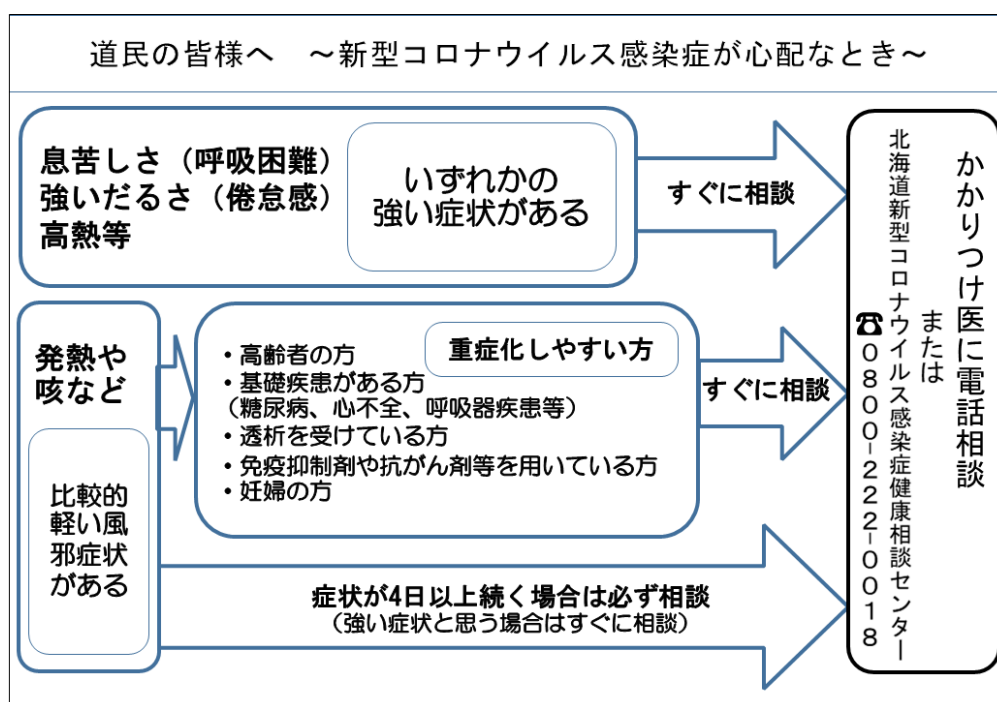 道民の皆様へ　～新型コロナウイルス感染症が心配なとき～
息苦しさ（呼吸困難）
強いだるさ（倦怠感）
高熱等
いずれかの
強い症状がある
すぐに相談
発熱や
咳など
比較的
軽い風
邪症状
がある
重症化しやすい方
・高齢者の方
・基礎疾患がある方
（糖尿病、心不全、呼吸器疾患等）
・透析を受けている方
・免疫抑制剤や抗がん剤等を用いている方
・妊婦の方
すぐに相談
症状が4日以上続く場合は必ず相談
（強い症状と思う場合はすぐに相談）
かかりつけ医に電話相談
または
北海道新型コロナウイルス感染症健康相談センター
☎0800-222-0018